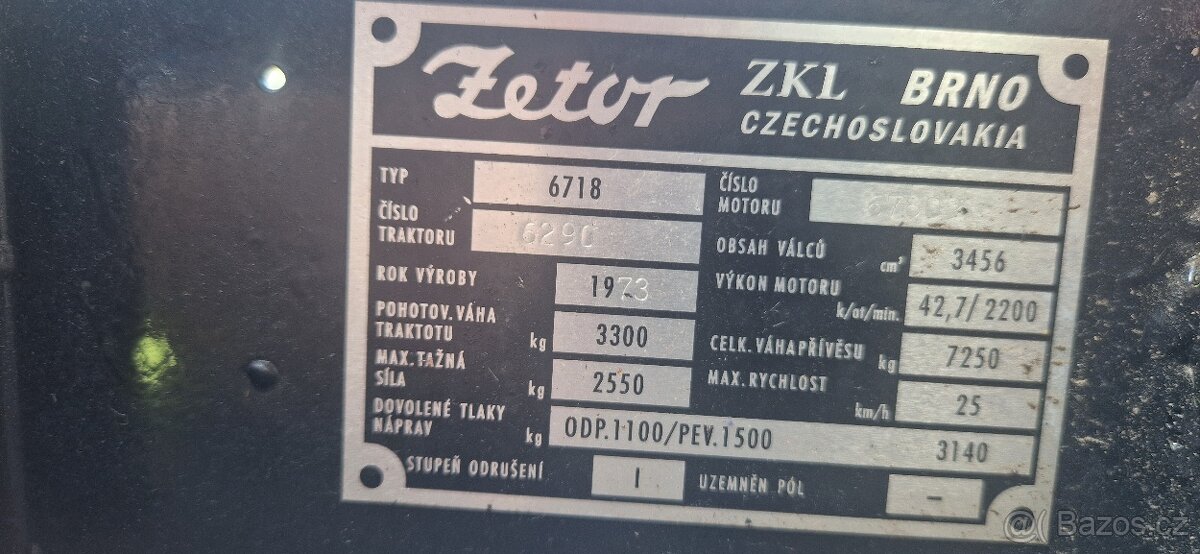 Zetor ZKL BRNO
CZECHOSLOVAKIA
TYP 6718
ČÍSLO TRAKTORU
ROK VÝROBY 1973
POHOTOV. VÁHA TRAKTOTU kg 3300
MAX. TAŽNÁ SÍLA kg 2550
DOVOLENÉ TLAKY NÁPRAV kg ODP.1100/PEV.1500 3140
STUPEŇ ODRUŠENÍ I
ČÍSLO MOTORU
OBSAH VÁLCŮ cm³ 3456
VÝKON MOTORU k/ot/min. 42,7/2200
CELK. VÁHA PŘÍVĚSU kg 7250
MAX. RYCHLOST km/h 25
UZEMNĚN PÓL –
Bazos.cz